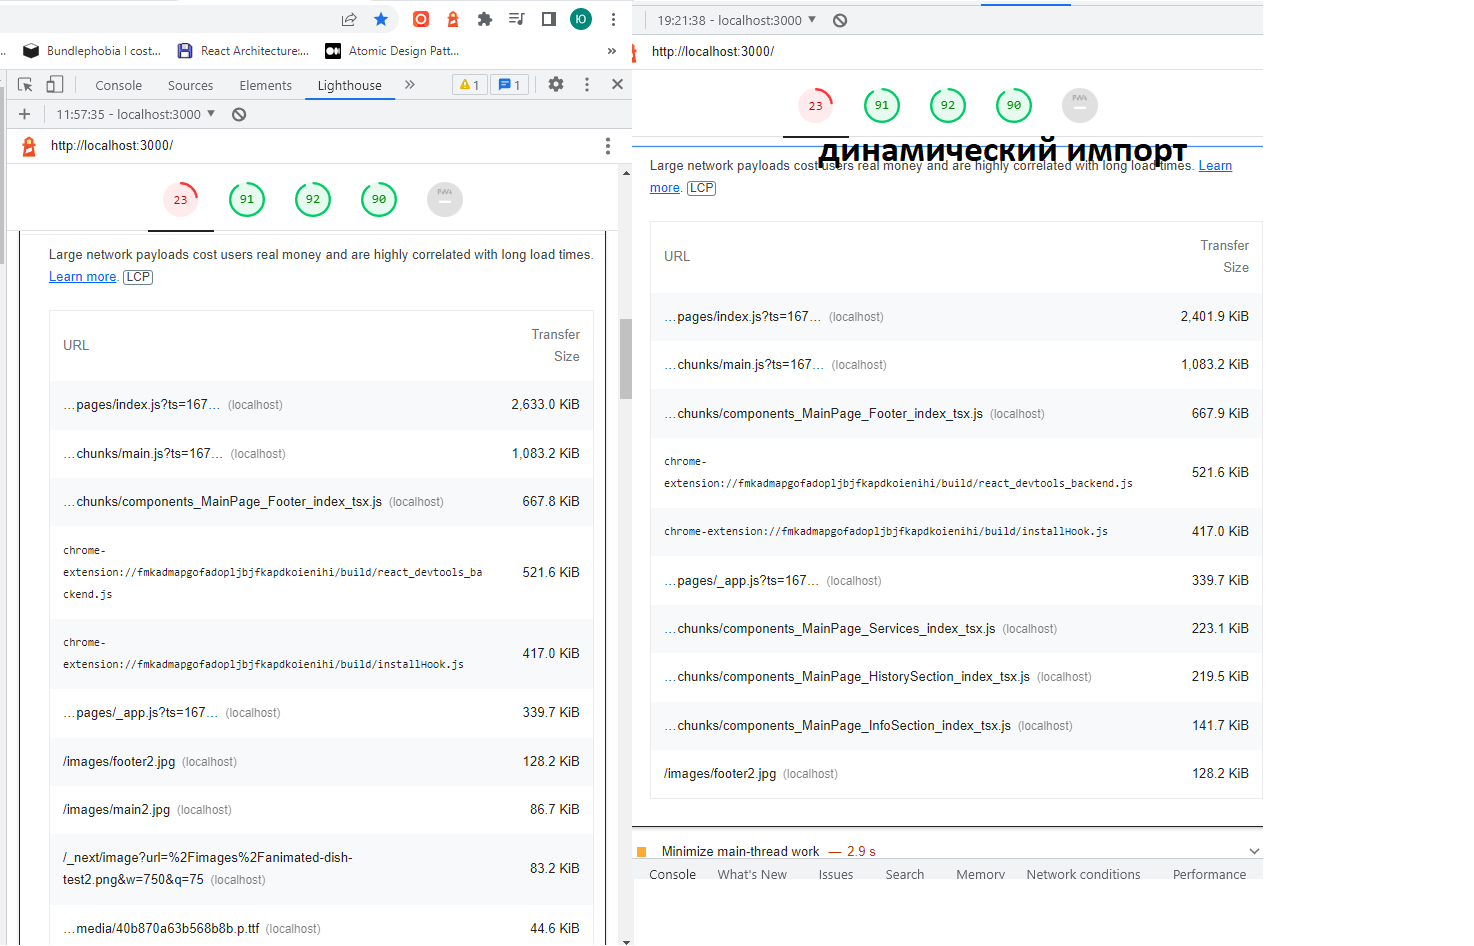 Ю
Bundlephobia l cost...
React Architecture:...
Atomic Design Patt...
»
Console
Sources
Elements
Lighthouse
»
1
1
11:57:35 - localhost:3000
http://localhost:3000/
23
91
92
90
PWA
Large network payloads cost users real money and are highly correlated with long load times.
Learn more. LCP
URL
Transfer
Size
…pages/index.js?ts=167… (localhost)
2,633.0 KiB
…chunks/main.js?ts=167… (localhost)
1,083.2 KiB
…chunks/components_MainPage_Footer_index_tsx.js (localhost)
667.8 KiB
chrome-
extension://fmkadmapgofadopljbjfkapdkoienihi/build/react_devtools_ba
ckend.js
521.6 KiB
chrome-
extension://fmkadmapgofadopljbjfkapdkoienihi/build/installHook.js
417.0 KiB
…pages/_app.js?ts=167… (localhost)
339.7 KiB
/images/footer2.jpg (localhost)
128.2 KiB
/images/main2.jpg (localhost)
86.7 KiB
/_next/image?url=%2Fimages%2Fanimated-dish-
test2.png&w=750&q=75 (localhost)
83.2 KiB
…media/40b870a63b568b8b.p.ttf (localhost)
44.6 KiB
19:21:38 - localhost:3000
http://localhost:3000/
23
91
92
90
PWA
динамический импорт
Large network payloads cost users real money and are highly correlated with long load times. Learn
more. LCP
URL
Transfer
Size
…pages/index.js?ts=167… (localhost)
2,401.9 KiB
…chunks/main.js?ts=167… (localhost)
1,083.2 KiB
…chunks/components_MainPage_Footer_index_tsx.js (localhost)
667.9 KiB
chrome-
extension://fmkadmapgofadopljbjfkapdkoienihi/build/react_devtools_backend.js
521.6 KiB
chrome-extension://fmkadmapgofadopljbjfkapdkoienihi/build/installHook.js
417.0 KiB
…pages/_app.js?ts=167… (localhost)
339.7 KiB
…chunks/components_MainPage_Services_index_tsx.js (localhost)
223.1 KiB
…chunks/components_MainPage_HistorySection_index_tsx.js (localhost)
219.5 KiB
…chunks/components_MainPage_InfoSection_index_tsx.js (localhost)
141.7 KiB
/images/footer2.jpg (localhost)
128.2 KiB
Minimize main-thread work — 2.9 s
Console
What's New
Issues
Search
Memory
Network conditions
Performance